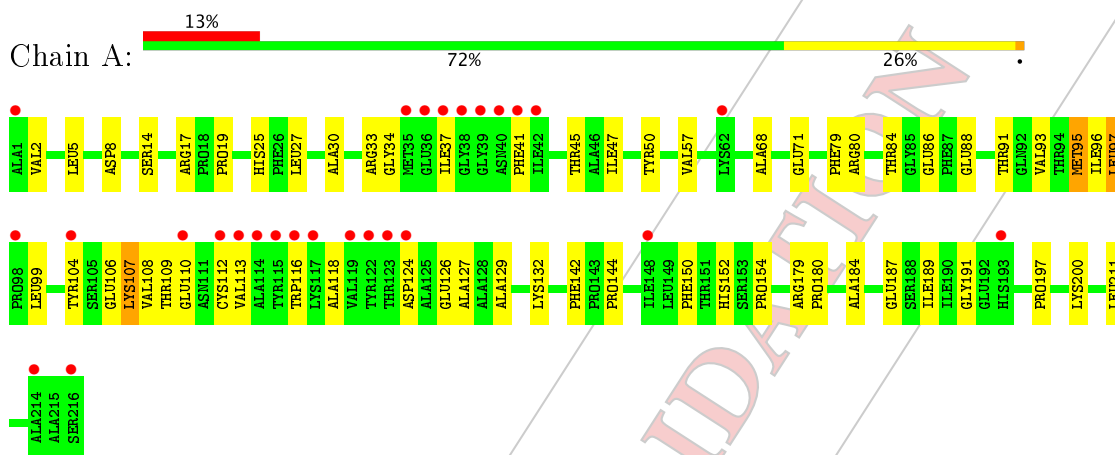 13%
Chain A:
72% 26% •
ALA1 VAL2 LEU5 ASP8 SER14 ARG17 PRO18 PRO19 HIS25 PHE26 LEU27 ALA30 ARG33 GLY34 MET35 GLU36 ILE37 GLY38 GLY39 ASN40 PHE41 ILE42 THR45 ALA46 ILE47 TYR50 VAL57 LYS62 ALA68 GLU71 PHE79 ARG80 THR84 GLY85 GLU86 PHE87 GLU88 THR91 GLN92 VAL93 THR94 MET95 ILE96 LEU97
PRO98 LEU99 TYR104 SER105 GLU106 LYS107 VAL108 THR109 GLU110 ASN111 CYS112 VAL113 ALA114 TYR115 TRP116 LYS117 ALA118 VAL119 TYR122 THR123 ASP124 ALA125 GLU126 ALA127 ALA128 ALA129 LYS132 PHE142 PRO143 PRO144 ILE148 LEU149 PHE150 THR151 HIS152 SER153 PRO154 ARG179 PRO180 ALA184 GLU187 SER188 ILE189 ILE190 GLY191 GLU192 HIS193 PRO197 LYS200 LEU211
ALA214 ALA215 SER216
IDATION